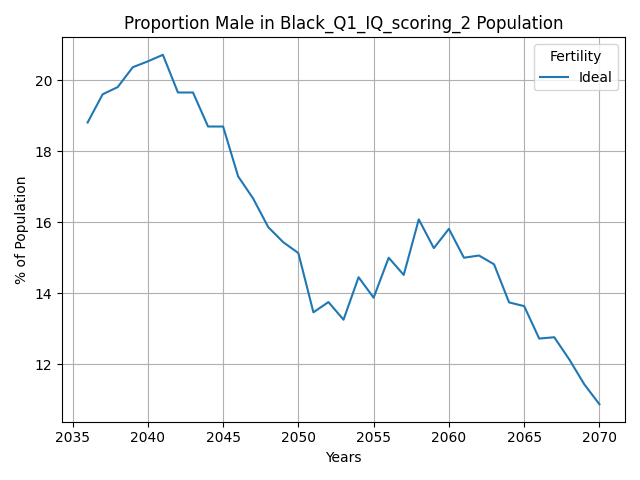 Proportion Male in Black_Q1_IQ_scoring_2 Population
Fertility
Ideal
% of Population
20
18
16
14
12
2035 2040 2045 2050 2055 2060 2065 2070
Years